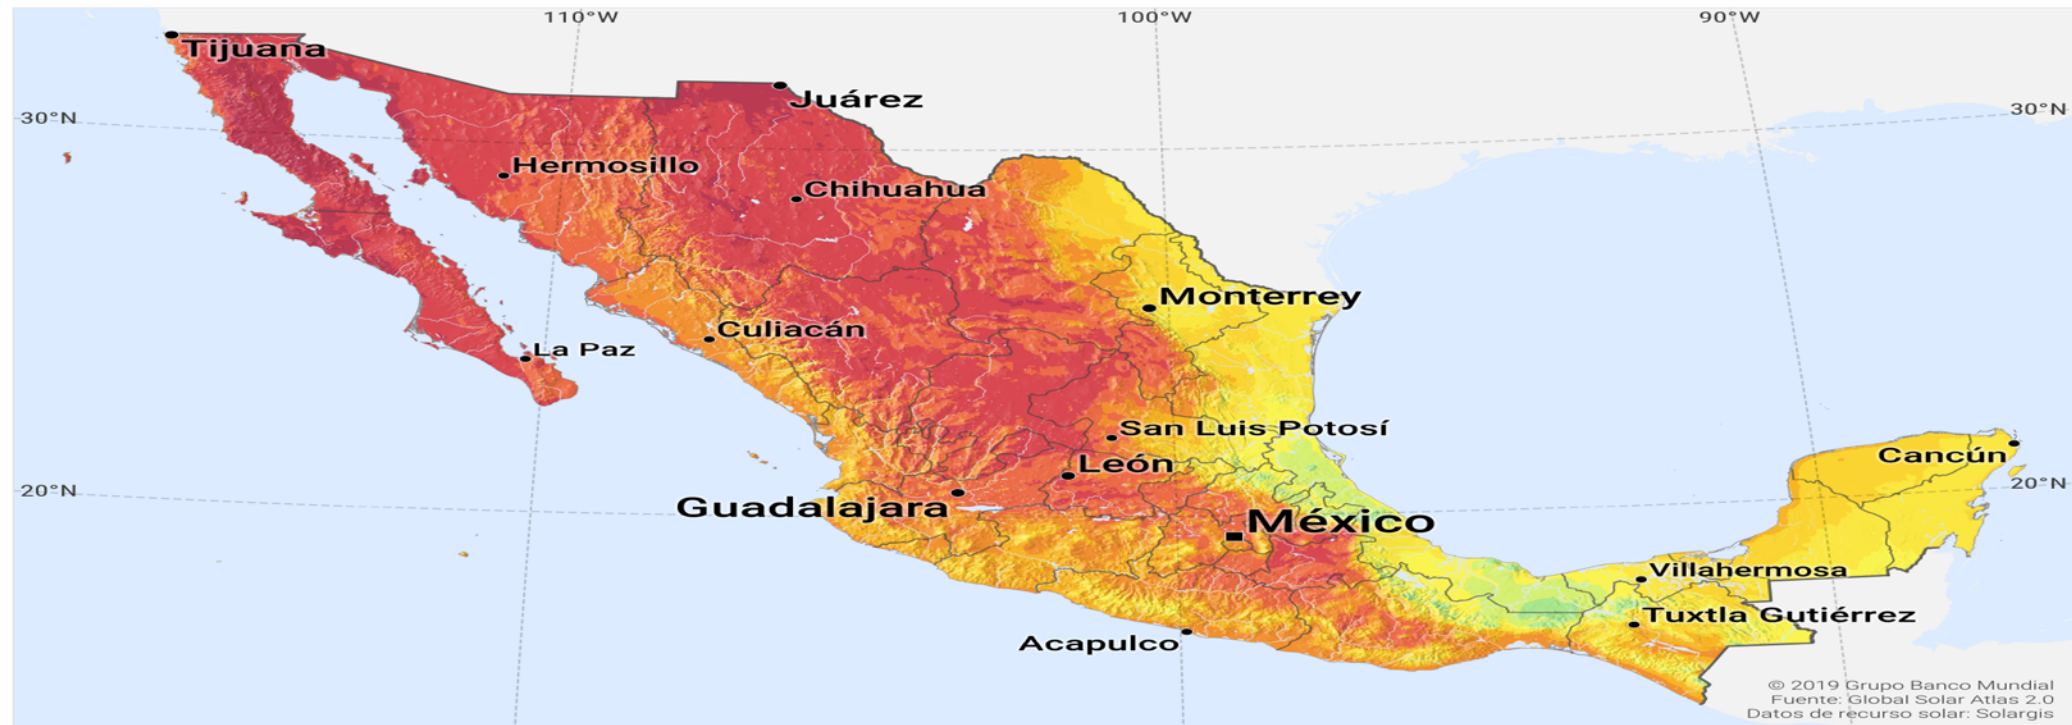 110°W
100°W
90°W
Tijuana
Juárez
30°N
30°N
Hermosillo
Chihuahua
Monterrey
Culiacán
La Paz
San Luis Potosí
León
Cancún
20°N
20°N
Guadalajara
México
Villahermosa
Tuxtla Gutiérrez
Acapulco
© 2019 Grupo Banco Mundial
Fuente: Global Solar Atlas 2.0
Datos de recurso solar: Solargis